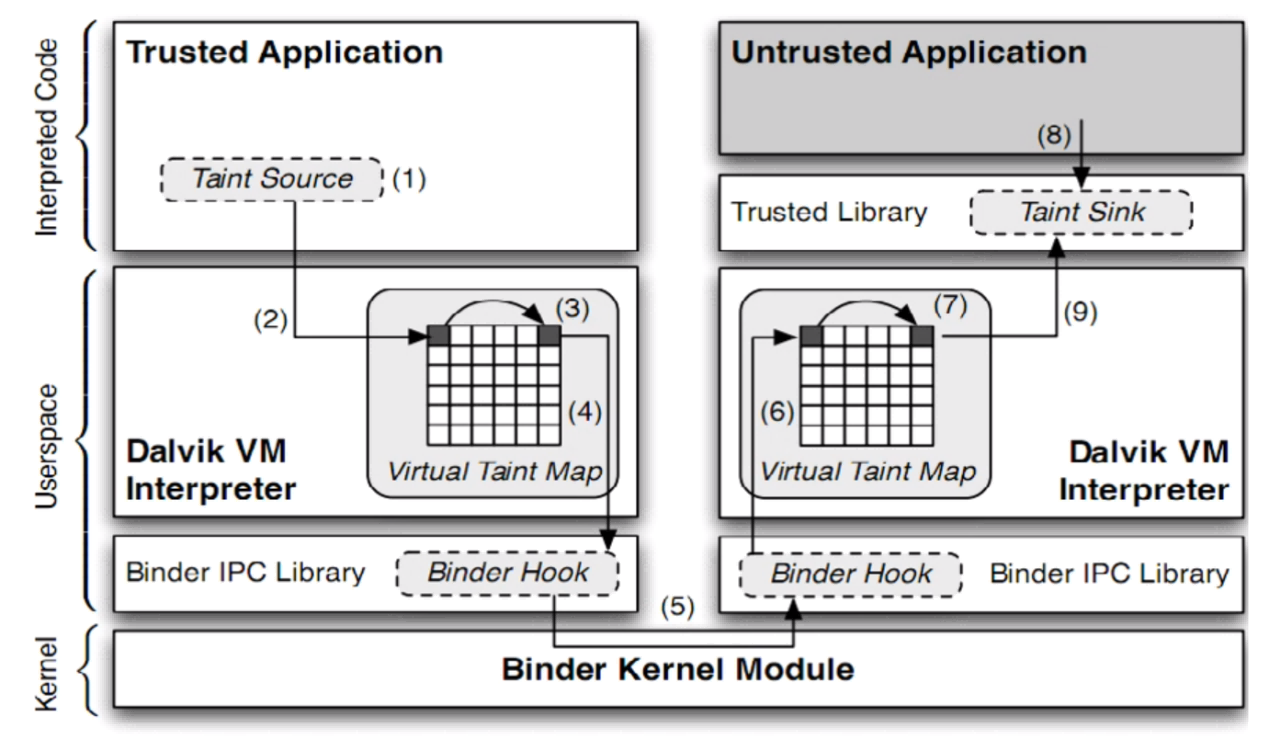 Interpreted Code
Trusted Application
Taint Source
(1)
Untrusted Application
(8)
Trusted Library
Taint Sink
Userspace
(2)
(3)
(4)
Virtual Taint Map
Dalvik VM
Interpreter
(6)
(7)
(9)
Virtual Taint Map
Dalvik VM
Interpreter
Binder IPC Library
Binder Hook
(5)
Binder Hook
Binder IPC Library
Kernel
Binder Kernel Module